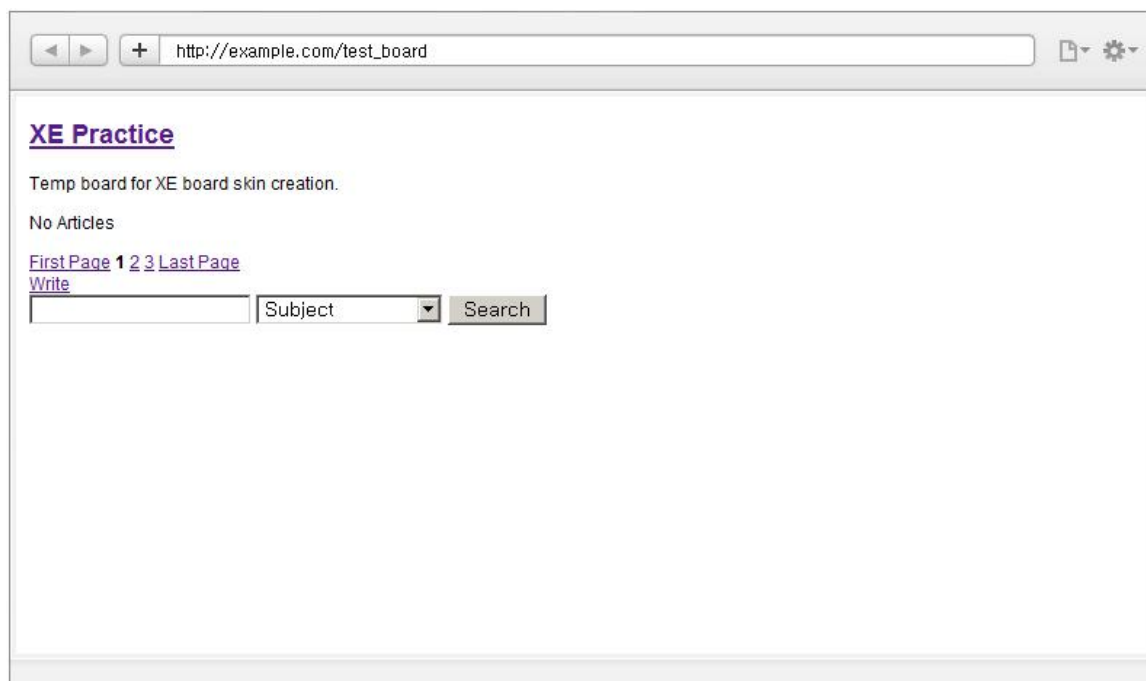 http://example.com/test_board
XE Practice
Temp board for XE board skin creation.
No Articles
First Page 1 2 3 Last Page
Write
Subject Search